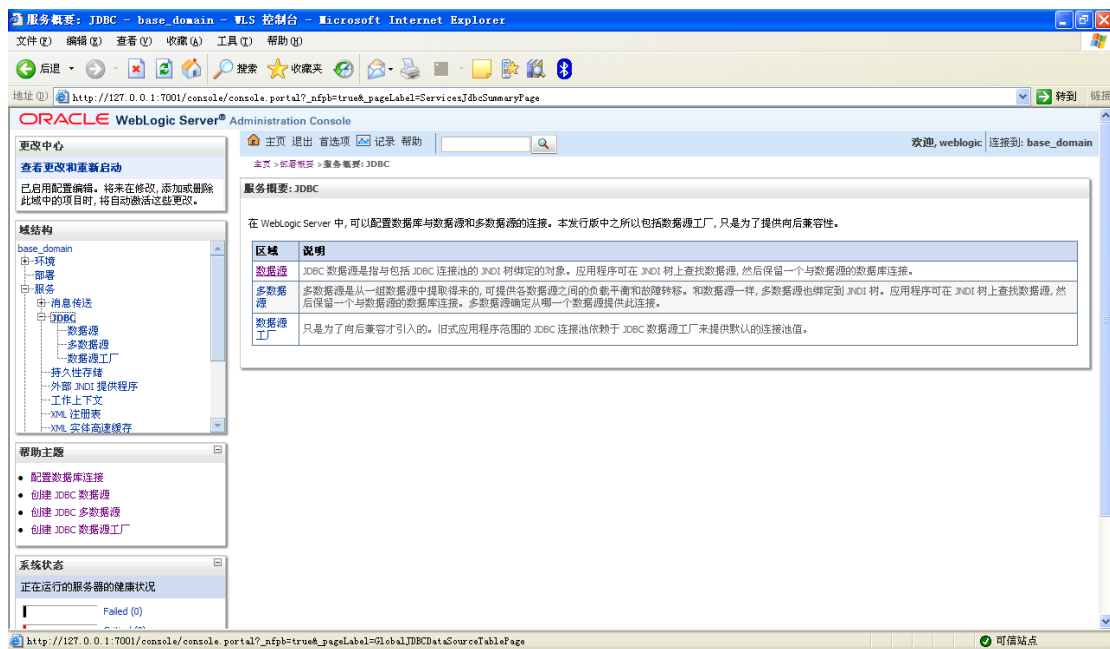 服务概要: JDBC - base_domain - WLS 控制台 - Microsoft Internet Explorer
文件(F) 编辑(E) 查看(V) 收藏(A) 工具(T) 帮助(H)
后退 搜索 收藏夹
地址(D) http://127.0.0.1:7001/console/console.portal?_nfpb=true&_pageLabel=ServicesJdbcSummaryPage 转到 链接
ORACLE WebLogic Server® Administration Console
更改中心
查看更改和重新启动
已启用配置编辑。将来在修改, 添加或删除
此域中的项目时, 将自动激活这些更改。
域结构
base_domain
环境
部署
服务
消息传送
JDBC
数据源
多数据源
数据源工厂
持久性存储
外部 JNDI 提供程序
工作上下文
XML 注册表
XML 实体高速缓存
帮助主题
配置数据库连接
创建 JDBC 数据源
创建 JDBC 多数据源
创建 JDBC 数据源工厂
系统状态
正在运行的服务器的健康状况
Failed (0)
主页 退出 首选项 记录 帮助
欢迎, weblogic 连接到: base_domain
主页 >部署概要 >服务概要: JDBC
服务概要: JDBC
在 WebLogic Server 中, 可以配置数据库与数据源和多数据源的连接。本发行版中之所以包括数据源工厂, 只是为了提供向后兼容性。
区域 说明
数据源 JDBC 数据源是指与包括 JDBC 连接池的 JNDI 树绑定的对象。应用程序可在 JNDI 树上查找数据源, 然后保留一个与数据源的数据库连接。
多数据源 多数据源是从一组数据源中提取得来的, 可提供各数据源之间的负载平衡和故障转移。和数据源一样, 多数据源也绑定到 JNDI 树。应用程序可在 JNDI 树上查找数据源, 然
后保留一个与数据源的数据库连接。多数据源确定从哪一个数据源提供此连接。
数据源工厂 只是为了向后兼容才引入的。旧式应用程序范围的 JDBC 连接池依赖于 JDBC 数据源工厂来提供默认的连接池值。
http://127.0.0.1:7001/console/console.portal?_nfpb=true&_pageLabel=GlobalJDBCDataSourceTablePage 可信站点